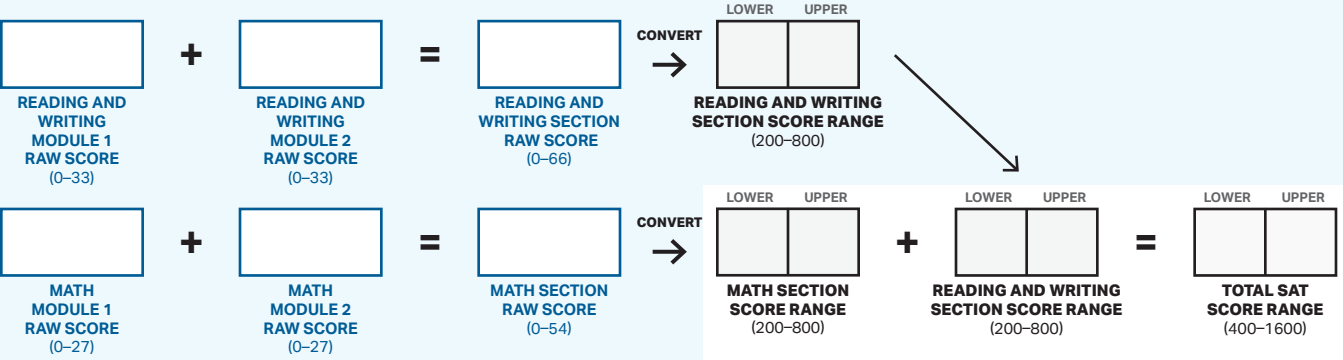 LOWER UPPER
+ = CONVERT →
READING AND WRITING MODULE 1 RAW SCORE (0–33)
READING AND WRITING MODULE 2 RAW SCORE (0–33)
READING AND WRITING SECTION RAW SCORE (0–66)
READING AND WRITING SECTION SCORE RANGE (200–800)
LOWER UPPER LOWER UPPER LOWER UPPER
+ = CONVERT → + =
MATH MODULE 1 RAW SCORE (0–27)
MATH MODULE 2 RAW SCORE (0–27)
MATH SECTION RAW SCORE (0–54)
MATH SECTION SCORE RANGE (200–800)
READING AND WRITING SECTION SCORE RANGE (200–800)
TOTAL SAT SCORE RANGE (400–1600)